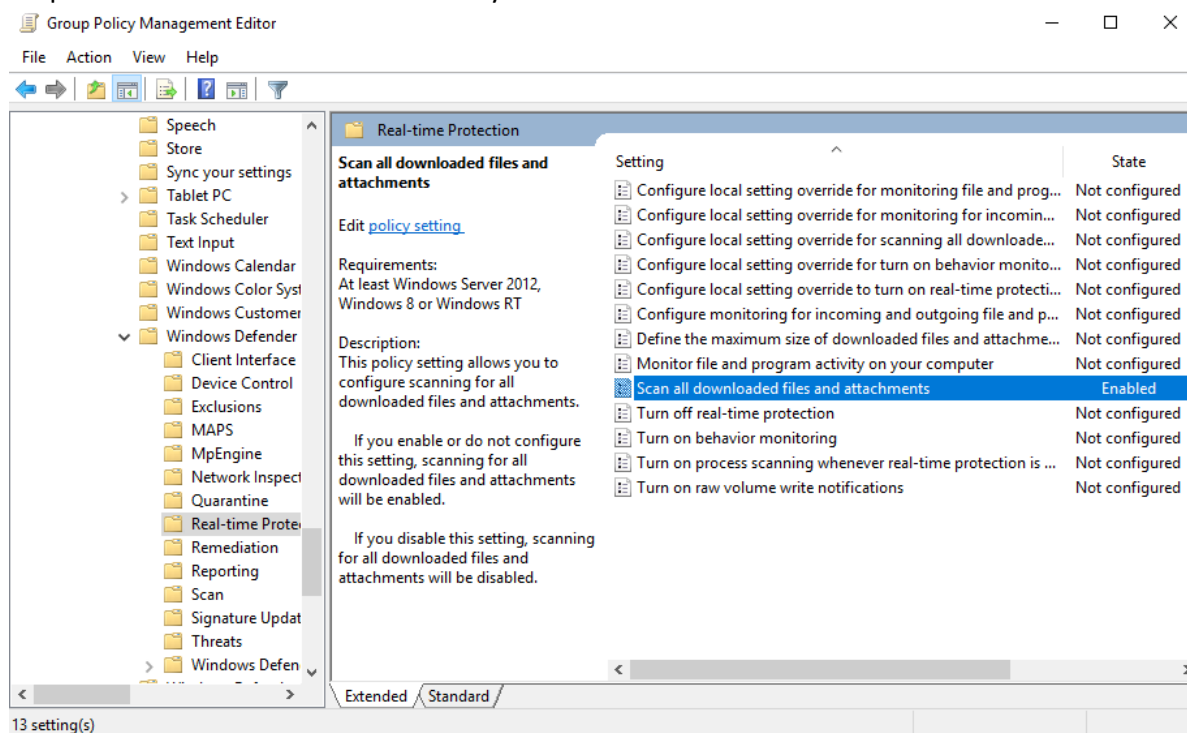 Group Policy Management Editor
File Action View Help
Speech
Store
Sync your settings
Tablet PC
Task Scheduler
Text Input
Windows Calendar
Windows Color Syst
Windows Customer
Windows Defender
Client Interface
Device Control
Exclusions
MAPS
MpEngine
Network Inspect
Quarantine
Real-time Protec
Remediation
Reporting
Scan
Signature Updat
Threats
Windows Defen
Real-time Protection
Scan all downloaded files and
attachments
Edit policy setting
Requirements:
At least Windows Server 2012,
Windows 8 or Windows RT
Description:
This policy setting allows you to
configure scanning for all
downloaded files and attachments.
If you enable or do not configure
this setting, scanning for all
downloaded files and attachments
will be enabled.
If you disable this setting, scanning
for all downloaded files and
attachments will be disabled.
Setting State
Configure local setting override for monitoring file and prog... Not configured
Configure local setting override for monitoring for incomin... Not configured
Configure local setting override for scanning all downloade... Not configured
Configure local setting override for turn on behavior monito... Not configured
Configure local setting override to turn on real-time protecti... Not configured
Configure monitoring for incoming and outgoing file and p... Not configured
Define the maximum size of downloaded files and attachme... Not configured
Monitor file and program activity on your computer Not configured
Scan all downloaded files and attachments Enabled
Turn off real-time protection Not configured
Turn on behavior monitoring Not configured
Turn on process scanning whenever real-time protection is ... Not configured
Turn on raw volume write notifications Not configured
Extended Standard
13 setting(s)